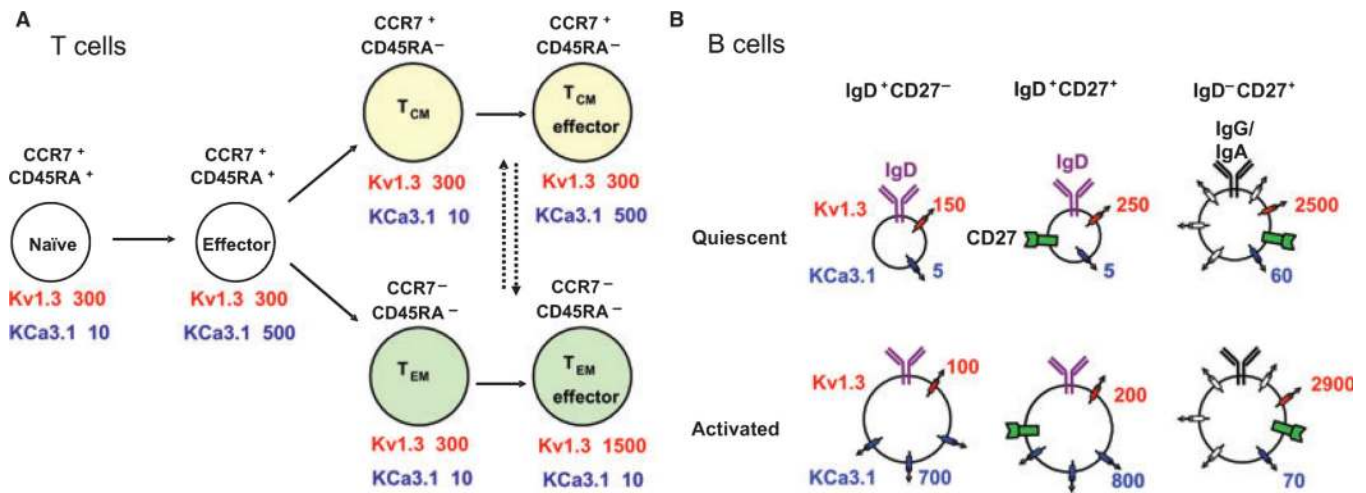 A
T cells
CCR7 +
CD45RA +
Naïve
Kv1.3 300
KCa3.1 10
CCR7 +
CD45RA +
Effector
Kv1.3 300
KCa3.1 500
CCR7 +
CD45RA –
TCM
Kv1.3 300
KCa3.1 10
CCR7 +
CD45RA –
TCM
effector
Kv1.3 300
KCa3.1 500
CCR7 –
CD45RA –
TEM
Kv1.3 300
KCa3.1 10
CCR7 –
CD45RA –
TEM
effector
Kv1.3 1500
KCa3.1 10
B
B cells
IgD+CD27–
IgD+CD27+
IgD–CD27+
Quiescent
IgD
Kv1.3
150
KCa3.1
5
IgD
250
CD27
5
IgG/
IgA
2500
60
Activated
Kv1.3
100
KCa3.1
700
200
800
2900
70